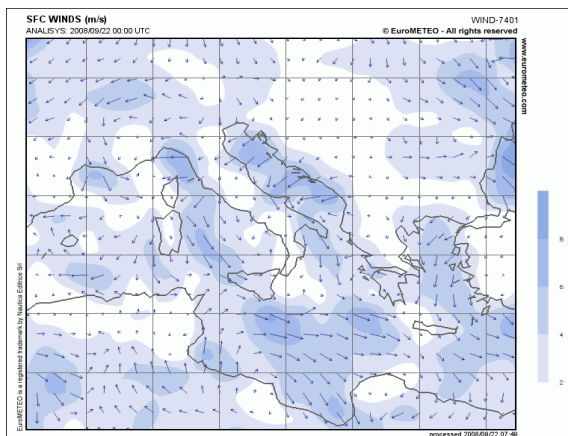 SFC WINDS (m/s)
WIND-7401
ANALISYS: 2008/09/22 00:00 UTC
© EuroMETEO - All rights reserved
www.eurometeo.com
EuroMETEO is a registered trademark by Nautica Editrice Srl
8
6
4
2
processed 2008/09/22 07:49